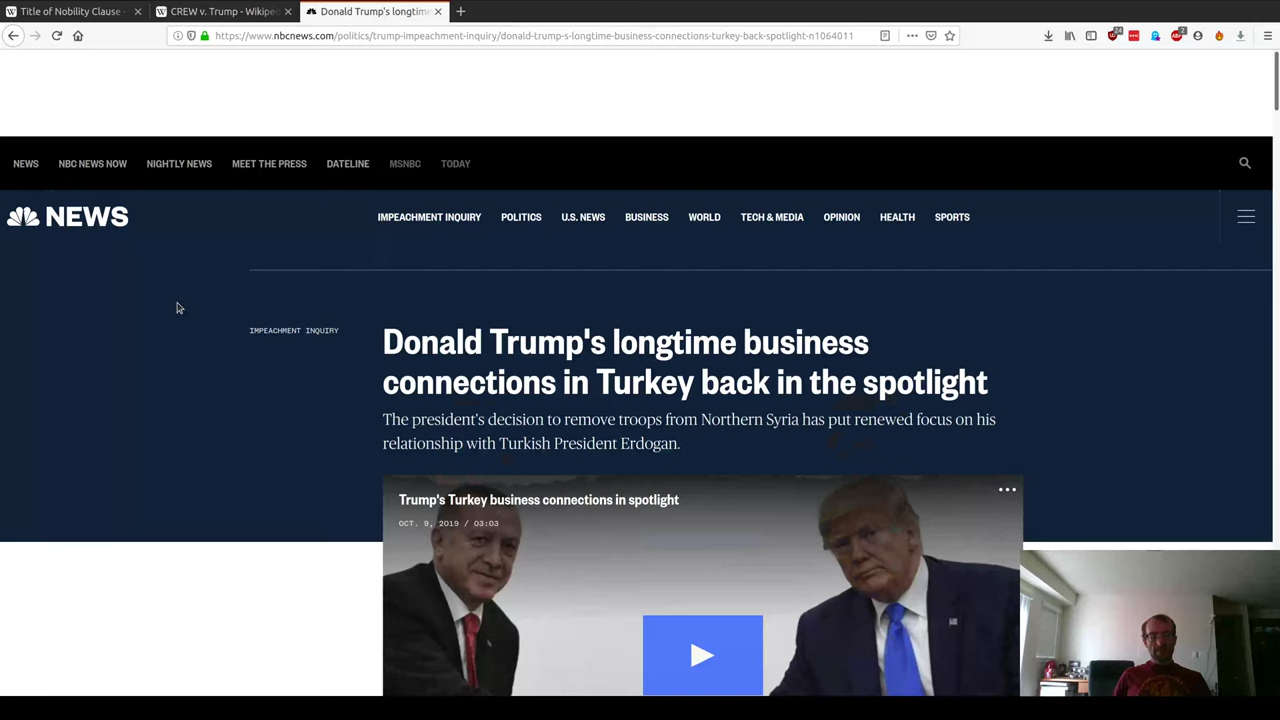 Title of Nobility Clause
CREW v. Trump - Wikiped
Donald Trump's longtime
https://www.nbcnews.com/politics/trump-impeachment-inquiry/donald-trump-s-longtime-business-connections-turkey-back-spotlight-n1064011
NEWS NBC NEWS NOW NIGHTLY NEWS MEET THE PRESS DATELINE MSNBC TODAY
NEWS
IMPEACHMENT INQUIRY POLITICS U.S. NEWS BUSINESS WORLD TECH & MEDIA OPINION HEALTH SPORTS
IMPEACHMENT INQUIRY
Donald Trump's longtime business
connections in Turkey back in the spotlight
The president's decision to remove troops from Northern Syria has put renewed focus on his
relationship with Turkish President Erdogan.
Trump's Turkey business connections in spotlight
OCT. 9, 2019 / 03:03